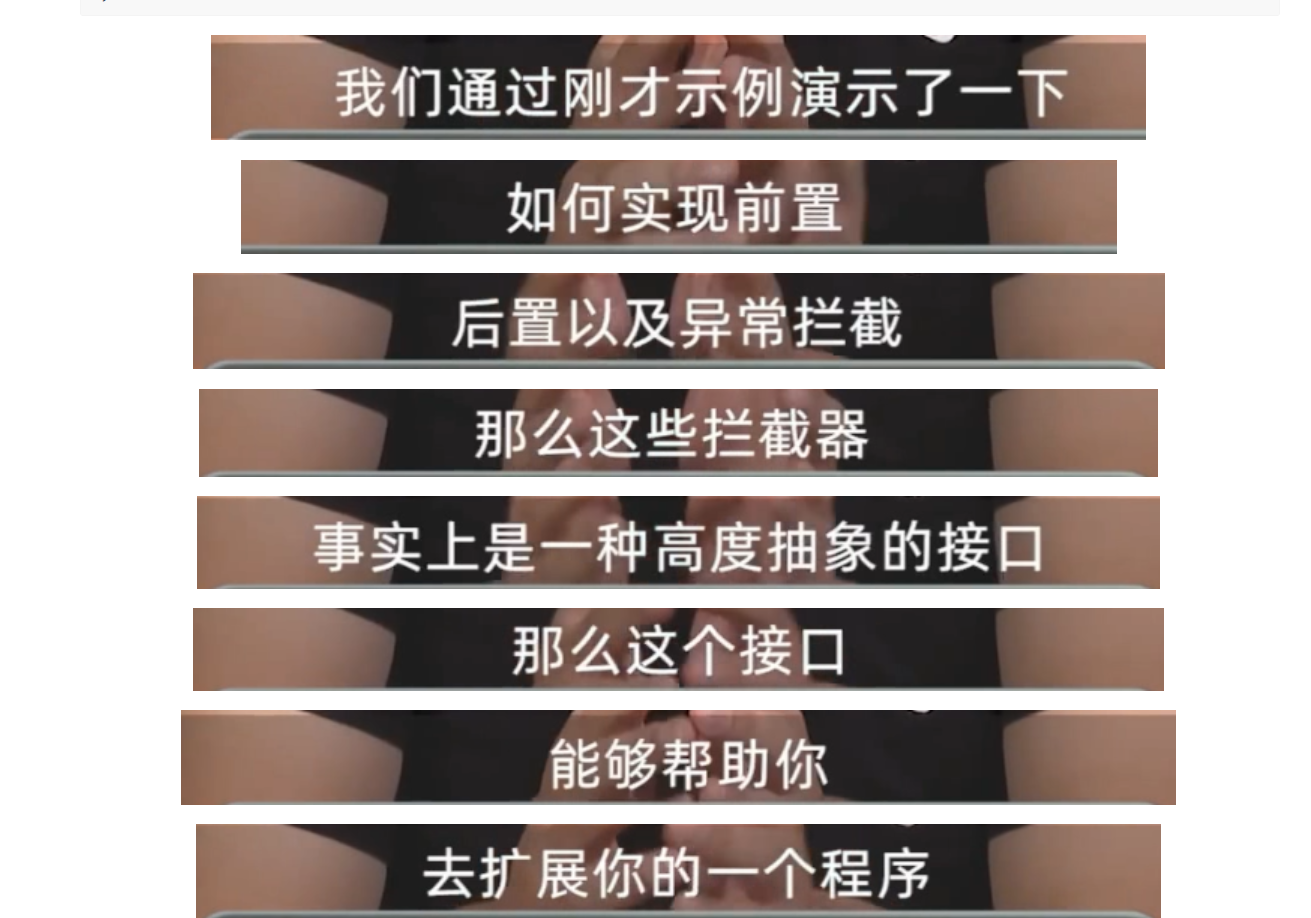 我们通过刚才示例演示了一下
如何实现前置
后置以及异常拦截
那么这些拦截器
事实上是一种高度抽象的接口
那么这个接口
能够帮助你
去扩展你的一个程序